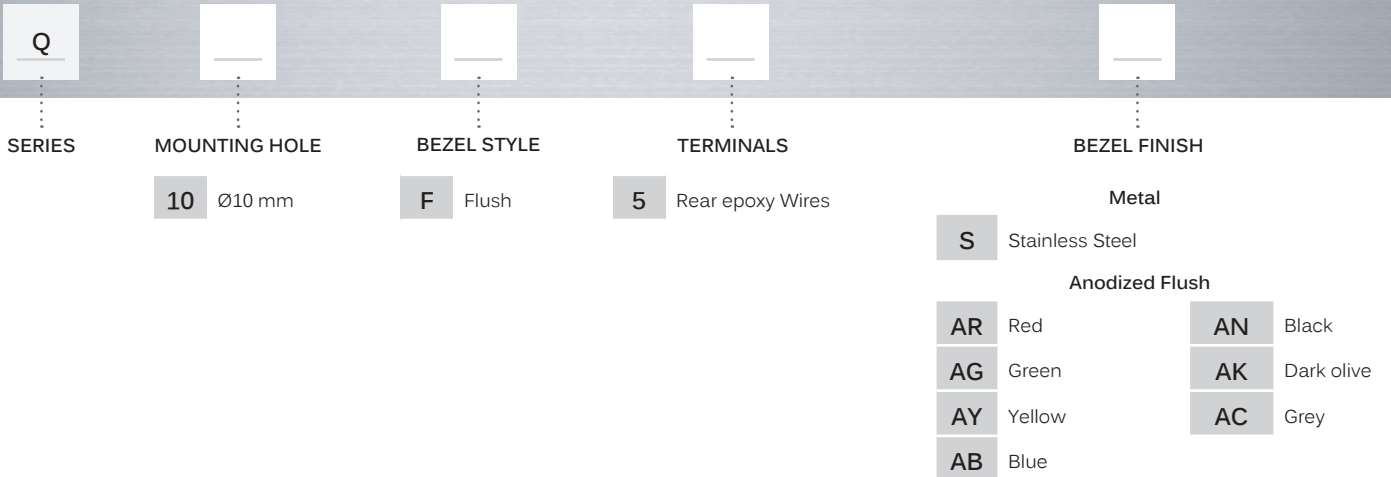 Q
SERIES MOUNTING HOLE BEZEL STYLE TERMINALS BEZEL FINISH
10 Ø10 mm F Flush 5 Rear epoxy Wires
Metal
S Stainless Steel
Anodized Flush
AR Red AN Black
AG Green AK Dark olive
AY Yellow AC Grey
AB Blue